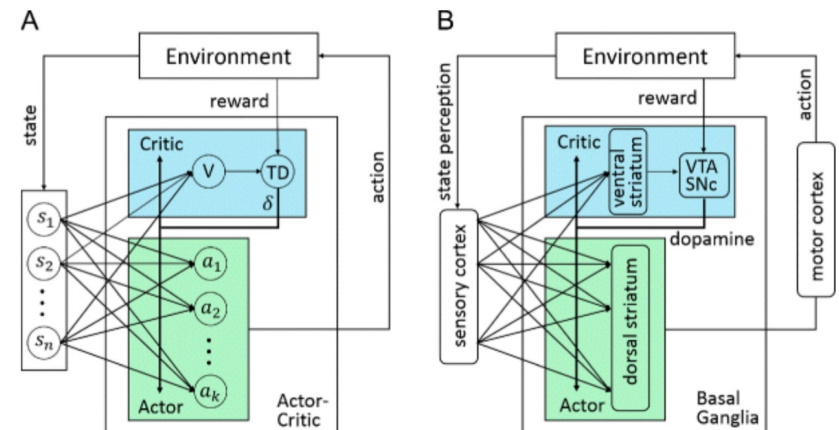 A
Environment
reward
state
Critic
V
TD
δ
action
s1
s2
sn
a1
a2
ak
Actor
Actor-
Critic
B
Environment
reward
state perception
action
Critic
ventral
striatum
VTA
SNc
dopamine
motor cortex
sensory cortex
dorsal striatum
Actor
Basal
Ganglia